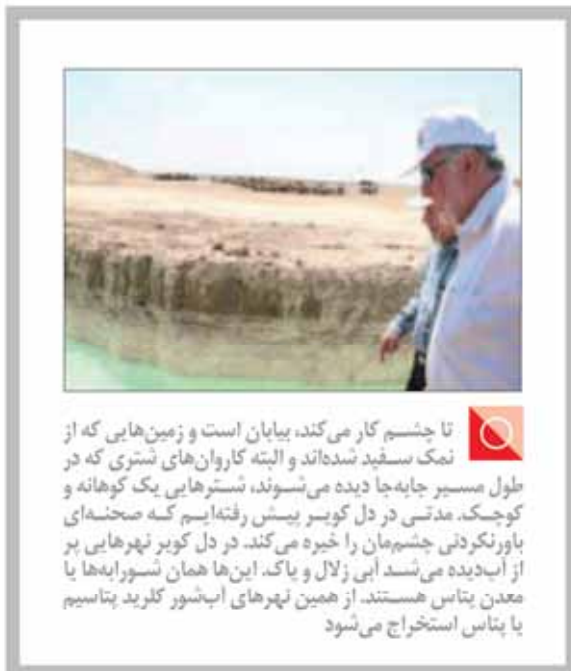 تا چشم کار می‌کند، بیابان است و زمین‌هایی که از
نمک سفید شده‌اند و البته کاروان‌های شتری که در
طول مسیر جابه‌جا دیده می‌شوند، شترهایی یک کوهانه و
کوچک. مدتی در دل کویر پیش رفته‌ایم که صحنه‌ای
باورنکردنی چشم‌مان را خیره می‌کند. در دل کویر نهرهایی پر
از آب‌دیده می‌شد آبی زلال و پاک. این‌ها همان شورابه‌ها یا
معدن پتاس هستند. از همین نهرهای آب‌شور کلرید پتاسیم
یا پتاس استخراج می‌شود